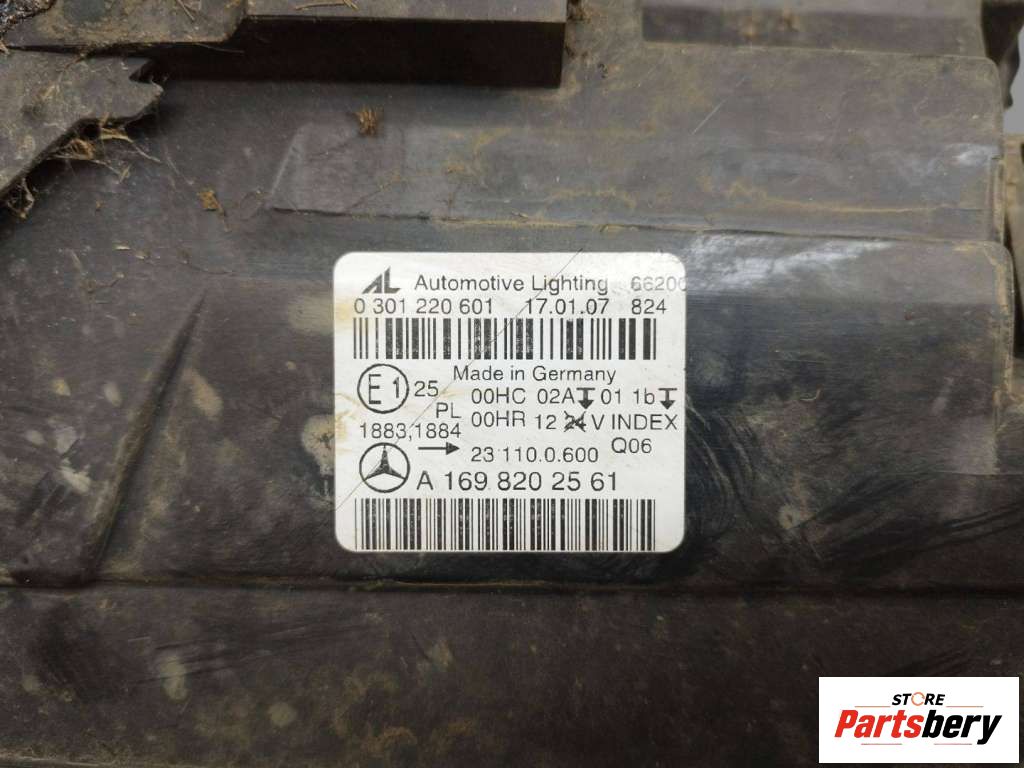 AL Automotive Lighting 66206
0 301 220 601 17.01.07 824
Made in Germany
E1 25 00HC 02A 01 1b
PL 00HR 12 24 V INDEX
1883,1884 → 23 110.0.600 Q06
A 169 820 25 61
STORE
Partsbery